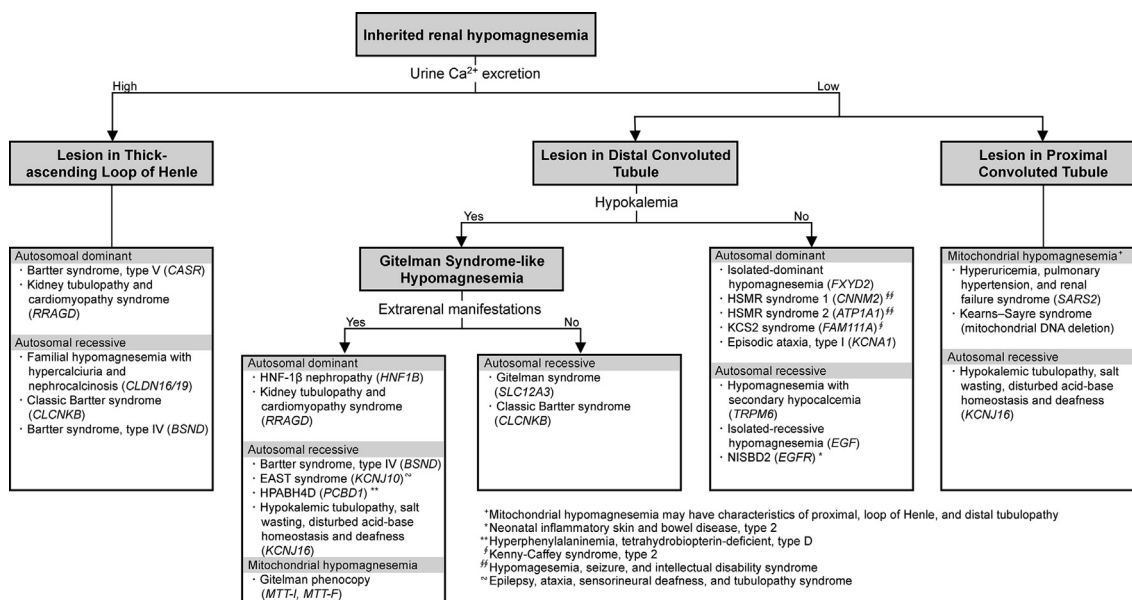 Inherited renal hypomagnesemia
Urine Ca²⁺ excretion
High
Low
Lesion in Thick-
ascending Loop of Henle
Autosomoal dominant
· Bartter syndrome, type V (CASR)
· Kidney tubulopathy and
cardiomyopathy syndrome
(RRAGD)
Autosomal recessive
· Familial hypomagnesemia with
hypercalciuria and
nephrocalcinosis (CLDN16/19)
· Classic Bartter syndrome
(CLCNKB)
· Bartter syndrome, type IV (BSND)
Lesion in Distal Convoluted
Tubule
Hypokalemia
Yes
No
Gitelman Syndrome-like
Hypomagnesemia
Extrarenal manifestations
Yes
No
Autosomal dominant
· HNF-1β nephropathy (HNF1B)
· Kidney tubulopathy and
cardiomyopathy syndrome
(RRAGD)
Autosomal recessive
· Bartter syndrome, type IV (BSND)
· EAST syndrome (KCNJ10)~
· HPABH4D (PCBD1) **
· Hypokalemic tubulopathy, salt
wasting, disturbed acid-base
homeostasis and deafness
(KCNJ16)
Mitochondrial hypomagnesemia
· Gitelman phenocopy
(MTT-I, MTT-F)
Autosomal recessive
· Gitelman syndrome
(SLC12A3)
· Classic Bartter syndrome
(CLCNKB)
Autosomal dominant
· Isolated-dominant
hypomagnesemia (FXYD2)
· HSMR syndrome 1 (CNNM2) ∮∮
· HSMR syndrome 2 (ATP1A1) ∮∮
· KCS2 syndrome (FAM111A) ∮
· Episodic ataxia, type I (KCNA1)
Autosomal recessive
· Hypomagnesemia with
secondary hypocalcemia
(TRPM6)
· Isolated-recessive
hypomagnesemia (EGF)
· NISBD2 (EGFR) *
Lesion in Proximal
Convoluted Tubule
Mitochondrial hypomagnesemia⁺
· Hyperuricemia, pulmonary
hypertension, and renal
failure syndrome (SARS2)
· Kearns–Sayre syndrome
(mitochondrial DNA deletion)
Autosomal recessive
· Hypokalemic tubulopathy, salt
wasting, disturbed acid-base
homeostasis and deafness
(KCNJ16)
⁺Mitochondrial hypomagnesemia may have characteristics of proximal, loop of Henle, and distal tubulopathy
*Neonatal inflammatory skin and bowel disease, type 2
**Hyperphenylalaninemia, tetrahydrobiopterin-deficient, type D
∮Kenny-Caffey syndrome, type 2
∮∮Hypomagesemia, seizure, and intellectual disability syndrome
~Epilepsy, ataxia, sensorineural deafness, and tubulopathy syndrome